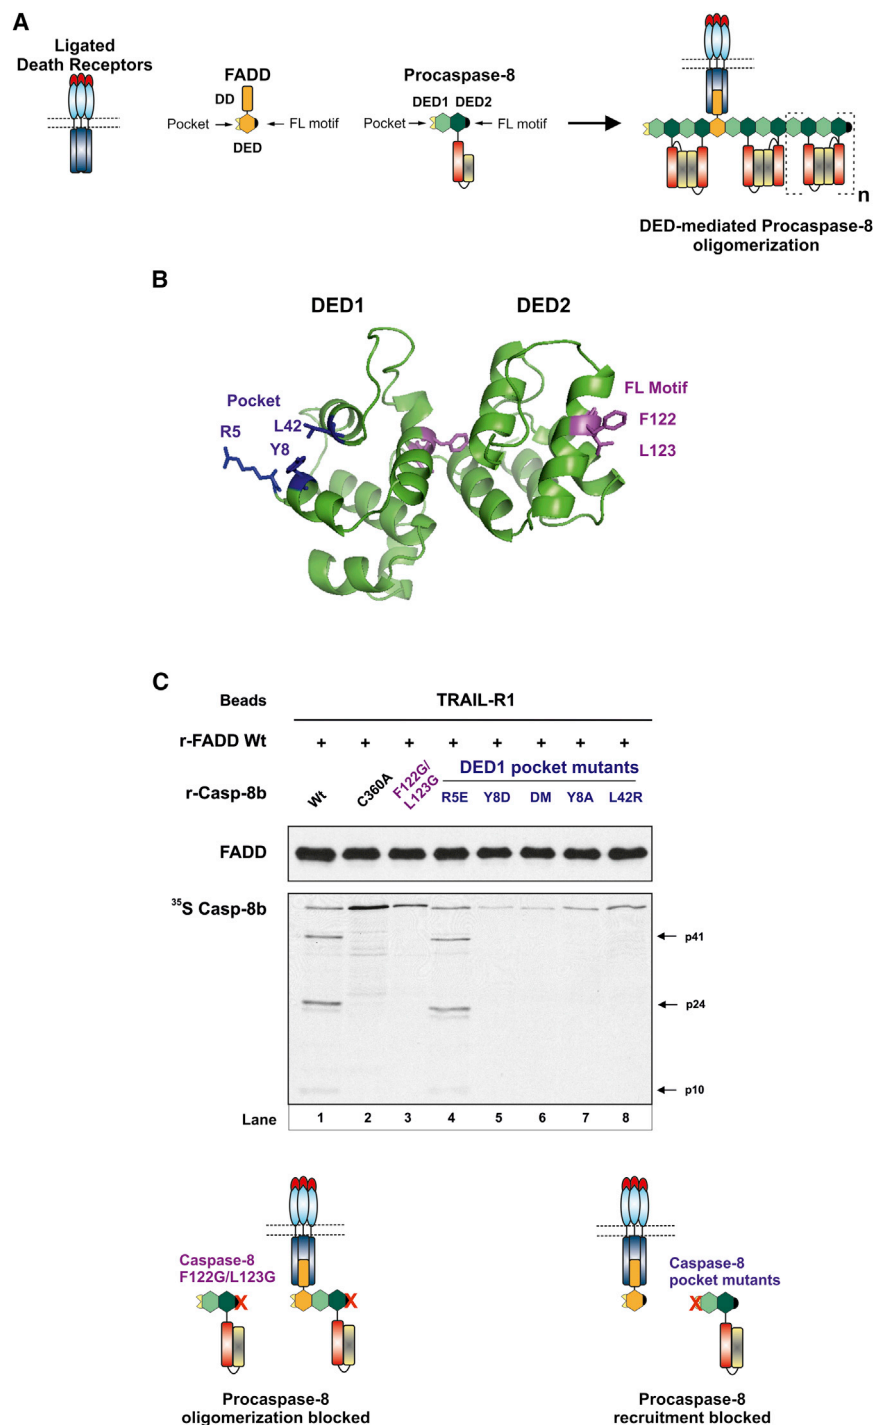 A
Ligated
Death Receptors
FADD
DD
Pocket
FL motif
DED
Procaspase-8
DED1 DED2
Pocket
FL motif
n
DED-mediated Procaspase-8
oligomerization
B
DED1
DED2
Pocket
R5
L42
Y8
FL Motif
F122
L123
C
Beads
TRAIL-R1
r-FADD Wt
+ + + + + + + +
DED1 pocket mutants
r-Casp-8b
Wt
C360A
F122G/
L123G
R5E Y8D DM Y8A L42R
FADD
35S Casp-8b
p41
p24
p10
Lane 1 2 3 4 5 6 7 8
Caspase-8
F122G/L123G
X
X
Procaspase-8
oligomerization blocked
Caspase-8
pocket mutants
X
Procaspase-8
recruitment blocked